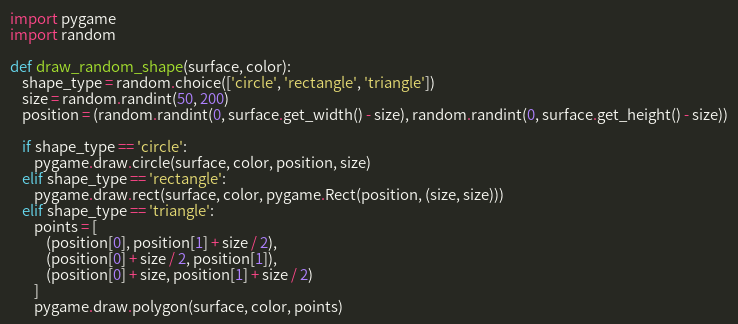 import pygame
import random

def draw_random_shape(surface, color):
    shape_type = random.choice(['circle', 'rectangle', 'triangle'])
    size = random.randint(50, 200)
    position = (random.randint(0, surface.get_width() - size), random.randint(0, surface.get_height() - size))

    if shape_type == 'circle':
        pygame.draw.circle(surface, color, position, size)
    elif shape_type == 'rectangle':
        pygame.draw.rect(surface, color, pygame.Rect(position, (size, size)))
    elif shape_type == 'triangle':
        points = [
            (position[0], position[1] + size / 2),
            (position[0] + size / 2, position[1]),
            (position[0] + size, position[1] + size / 2)
        ]
        pygame.draw.polygon(surface, color, points)